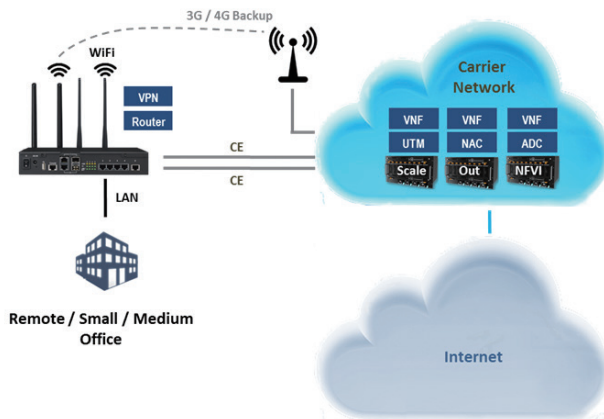 3G / 4G Backup
WiFi
VPN
Router
CE
CE
LAN
Remote / Small / Medium
Office
Carrier
Network
VNF VNF VNF
UTM NAC ADC
Scale Out NFVI
Internet